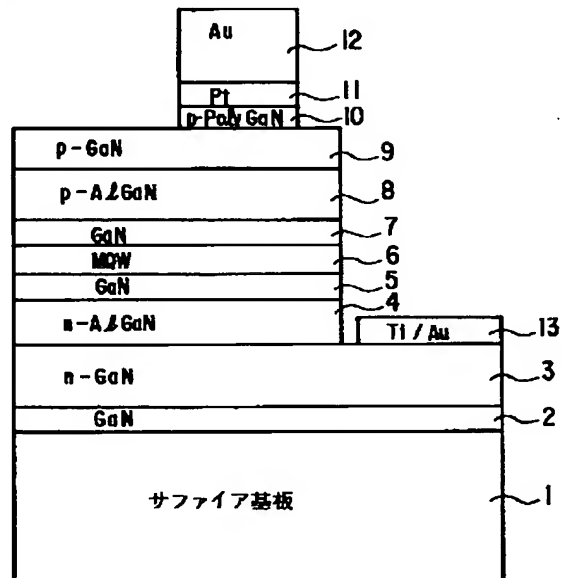 Au 12
Pt 11
p-Poly GaN 10
p-GaN 9
p-AlGaN 8
GaN 7
MQW 6
GaN 5
n-AlGaN 4
Ti/Au 13
n-GaN 3
GaN 2
サファイア基板 1